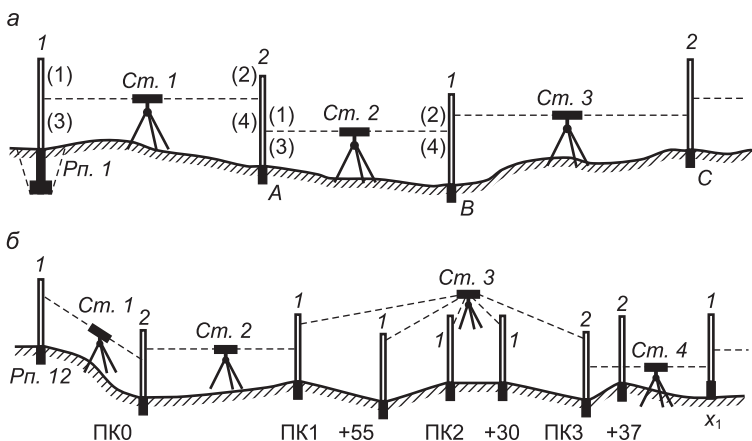 а
1 2 1 2
(1) Ст. 1 (2) (1) Ст. 2 (2) Ст. 3
(3) (4) (3) (4)
Рп. 1 А В С
б
1 Ст. 1 2 Ст. 2 1 1 1 Ст. 3 1 2 2 Ст. 4 1
Рп. 12 x₁
ПК0 ПК1 +55 ПК2 +30 ПК3 +37